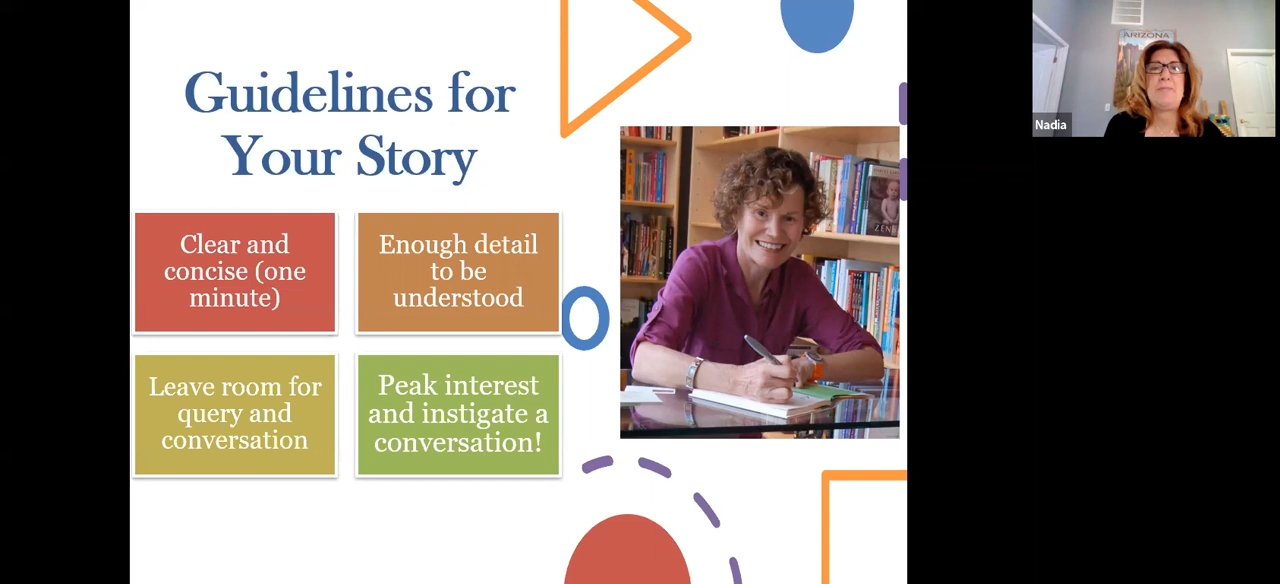 Guidelines for
Your Story
Clear and
concise (one
minute)
Enough detail
to be
understood
Leave room for
query and
conversation
Peak interest
and instigate a
conversation!
ZEN
ARIZONA
Nadia